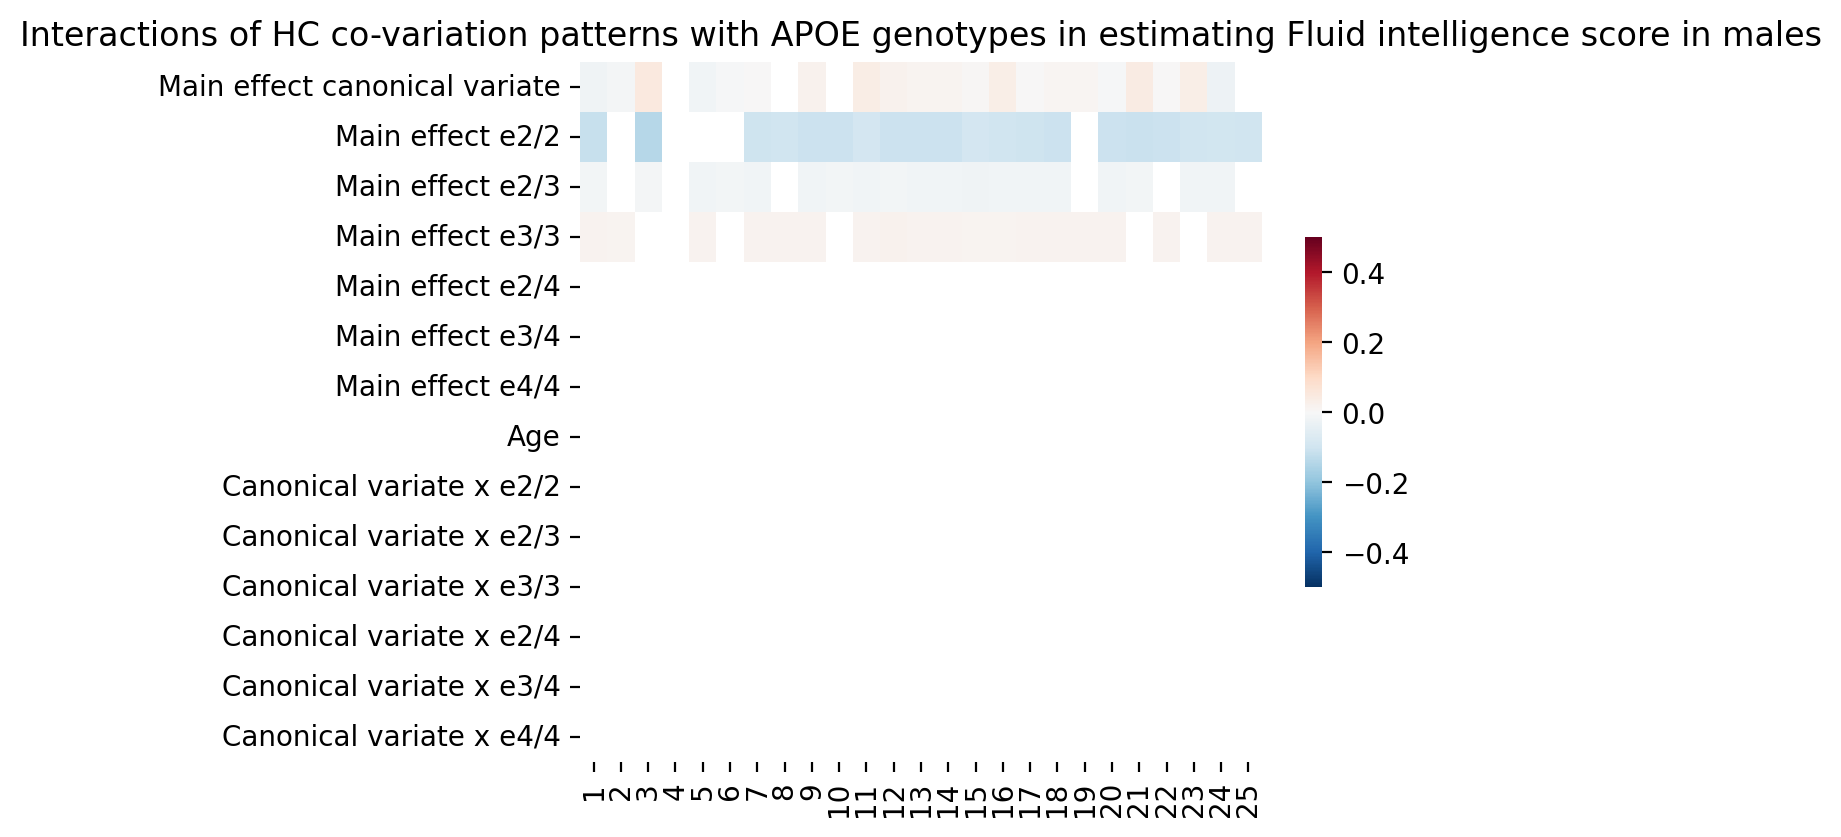 Interactions of HC co-variation patterns with APOE genotypes in estimating Fluid intelligence score in males
Main effect canonical variate
Main effect e2/2
Main effect e2/3
Main effect e3/3
Main effect e2/4
Main effect e3/4
Main effect e4/4
Age
Canonical variate x e2/2
Canonical variate x e2/3
Canonical variate x e3/3
Canonical variate x e2/4
Canonical variate x e3/4
Canonical variate x e4/4
1
2
3
4
5
6
7
8
9
10
11
12
13
14
15
16
17
18
19
20
21
22
23
24
25
0.4
0.2
0.0
−0.2
−0.4